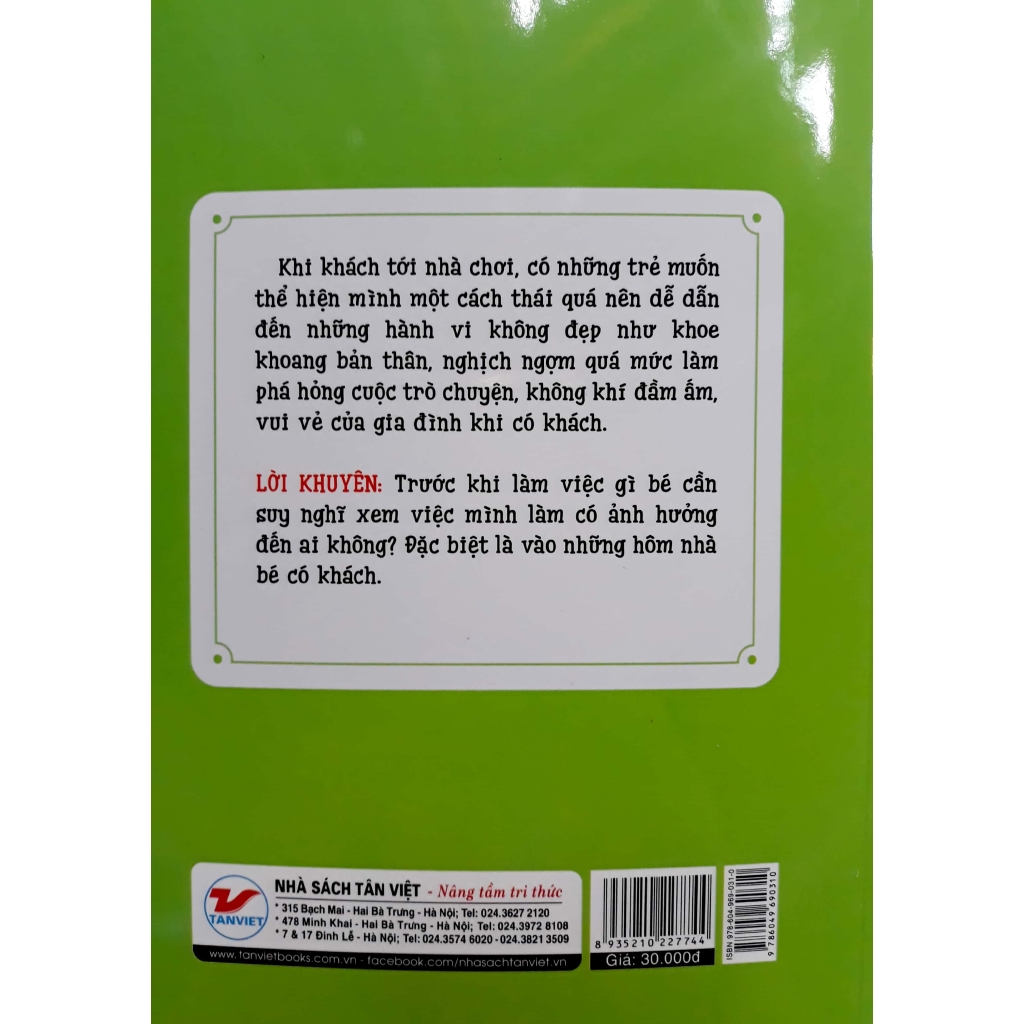 Khi khách tới nhà chơi, có những trẻ muốn
thể hiện mình một cách thái quá nên dễ dẫn
đến những hành vi không đẹp như khoe
khoang bản thân, nghịch ngợm quá mức làm
phá hỏng cuộc trò chuyện, không khí đầm ấm,
vui vẻ của gia đình khi có khách.
LỜI KHUYÊN: Trước khi làm việc gì bé cần
suy nghĩ xem việc mình làm có ảnh hưởng
đến ai không? Đặc biệt là vào những hôm nhà
bé có khách.
TANVIET
NHÀ SÁCH TÂN VIỆT - Nâng tầm tri thức
* 315 Bạch Mai - Hai Bà Trưng - Hà Nội; Tel: 024.3627 2120
* 478 Minh Khai - Hai Bà Trưng - Hà Nội; Tel: 024.3972 8108
* 7 & 17 Đinh Lễ - Hà Nội; Tel: 024.3574 6020 - 024.3821 3509
www.tanvietbooks.com.vn - facebook.com/nhasachtanviet.vn
8 935210 227744
Giá: 30.000đ
ISBN 978-604-969-031-0
9 786049 690310